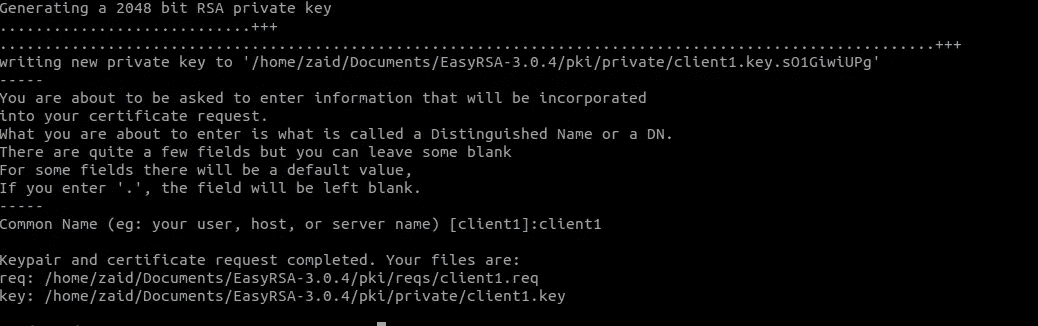 Generating a 2048 bit RSA private key
............................+++
.........................................................................................................+++
writing new private key to '/home/zaid/Documents/EasyRSA-3.0.4/pki/private/client1.key.sO1GiwiUPg'
-----
You are about to be asked to enter information that will be incorporated
into your certificate request.
What you are about to enter is what is called a Distinguished Name or a DN.
There are quite a few fields but you can leave some blank
For some fields there will be a default value,
If you enter '.', the field will be left blank.
-----
Common Name (eg: your user, host, or server name) [client1]:client1
Keypair and certificate request completed. Your files are:
req: /home/zaid/Documents/EasyRSA-3.0.4/pki/reqs/client1.req
key: /home/zaid/Documents/EasyRSA-3.0.4/pki/private/client1.key